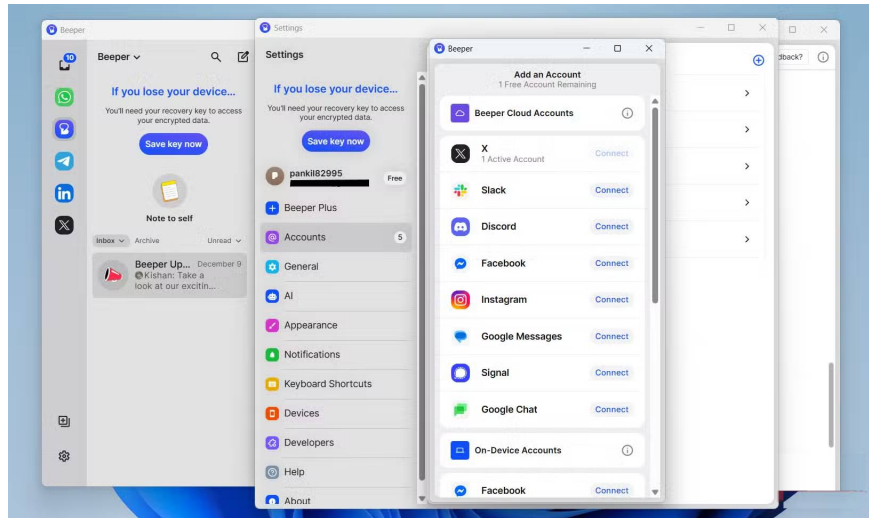 Beeper
10
Beeper
If you lose your device...
You'll need your recovery key to access
your encrypted data.
Save key now
Note to self
Inbox
Archive
Unread
Beeper Up...
December 9
Kishan: Take a
look at our excitin...
Settings
Settings
If you lose your device...
You'll need your recovery key to access
your encrypted data.
Save key now
pankil82995
Free
Beeper Plus
Accounts
5
General
AI
Appearance
Notifications
Keyboard Shortcuts
Devices
Developers
Help
About
Beeper
Add an Account
1 Free Account Remaining
Beeper Cloud Accounts
X
1 Active Account
Connect
Slack
Connect
Discord
Connect
Facebook
Connect
Instagram
Connect
Google Messages
Connect
Signal
Connect
Google Chat
Connect
On-Device Accounts
Facebook
Connect
dback?